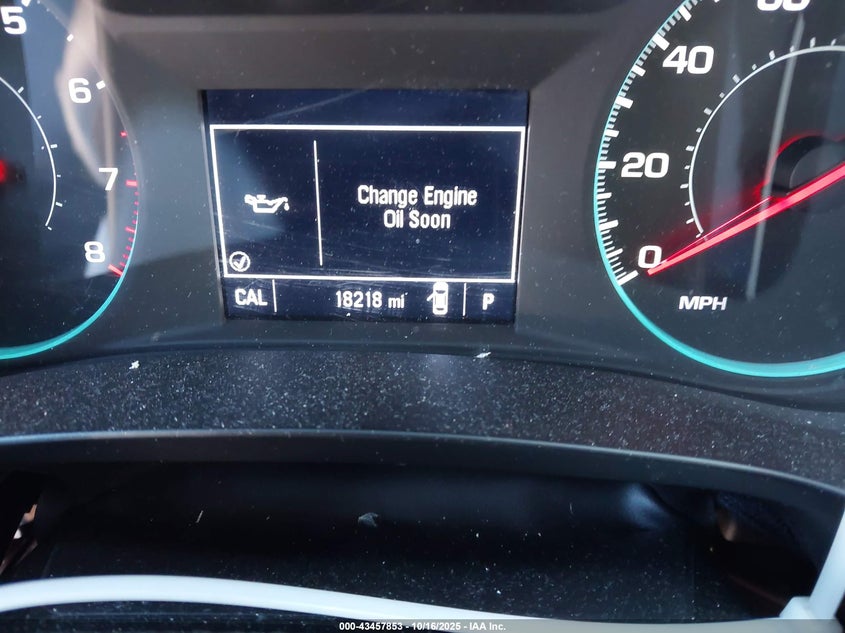 5
6
7
8
Change Engine
Oil Soon
CAL
18218 mi
P
40
20
0
MPH
000-43457853 - 10/16/2025 - IAA Inc.